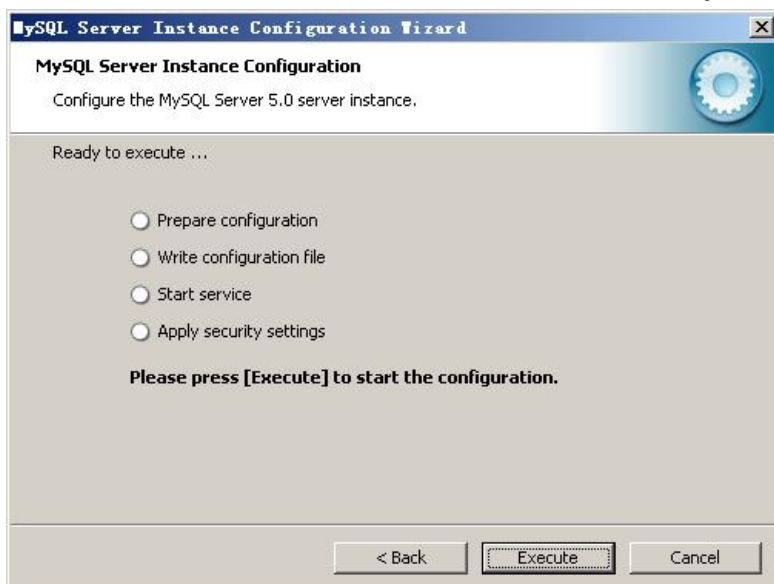 MySQL Server Instance Configuration Wizard
MySQL Server Instance Configuration
Configure the MySQL Server 5.0 server instance.
Ready to execute ...
Prepare configuration
Write configuration file
Start service
Apply security settings
Please press [Execute] to start the configuration.
< Back
Execute
Cancel